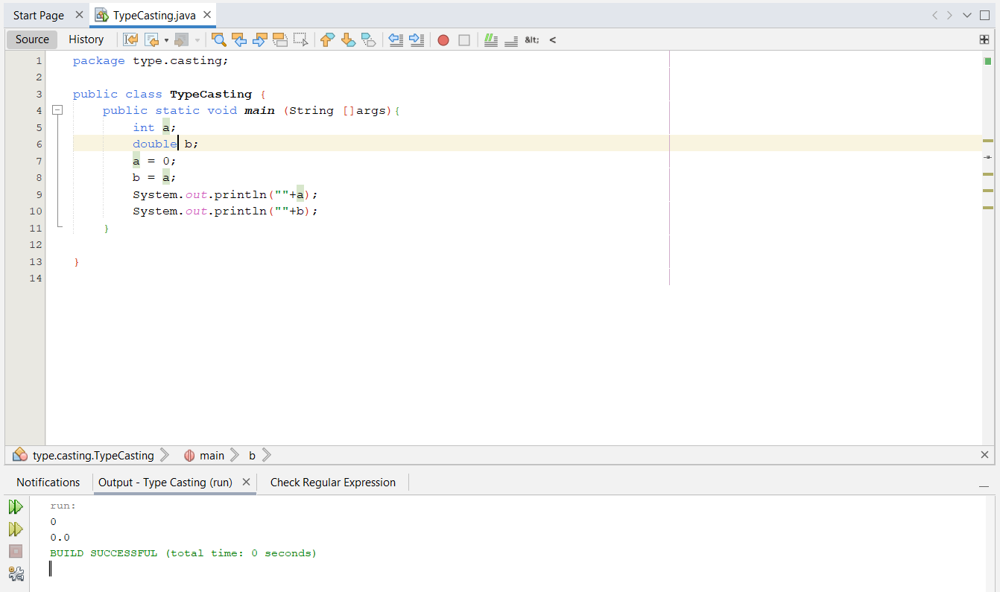 Start Page TypeCasting.java
Source History &lt; <
1 package type.casting;
2
3 public class TypeCasting {
4 public static void main (String []args){
5 int a;
6 double b;
7 a = 0;
8 b = a;
9 System.out.println(""+a);
10 System.out.println(""+b);
11 }
12
13 }
14
type.casting.TypeCasting main b
Notifications Output - Type Casting (run) Check Regular Expression
run:
0
0.0
BUILD SUCCESSFUL (total time: 0 seconds)